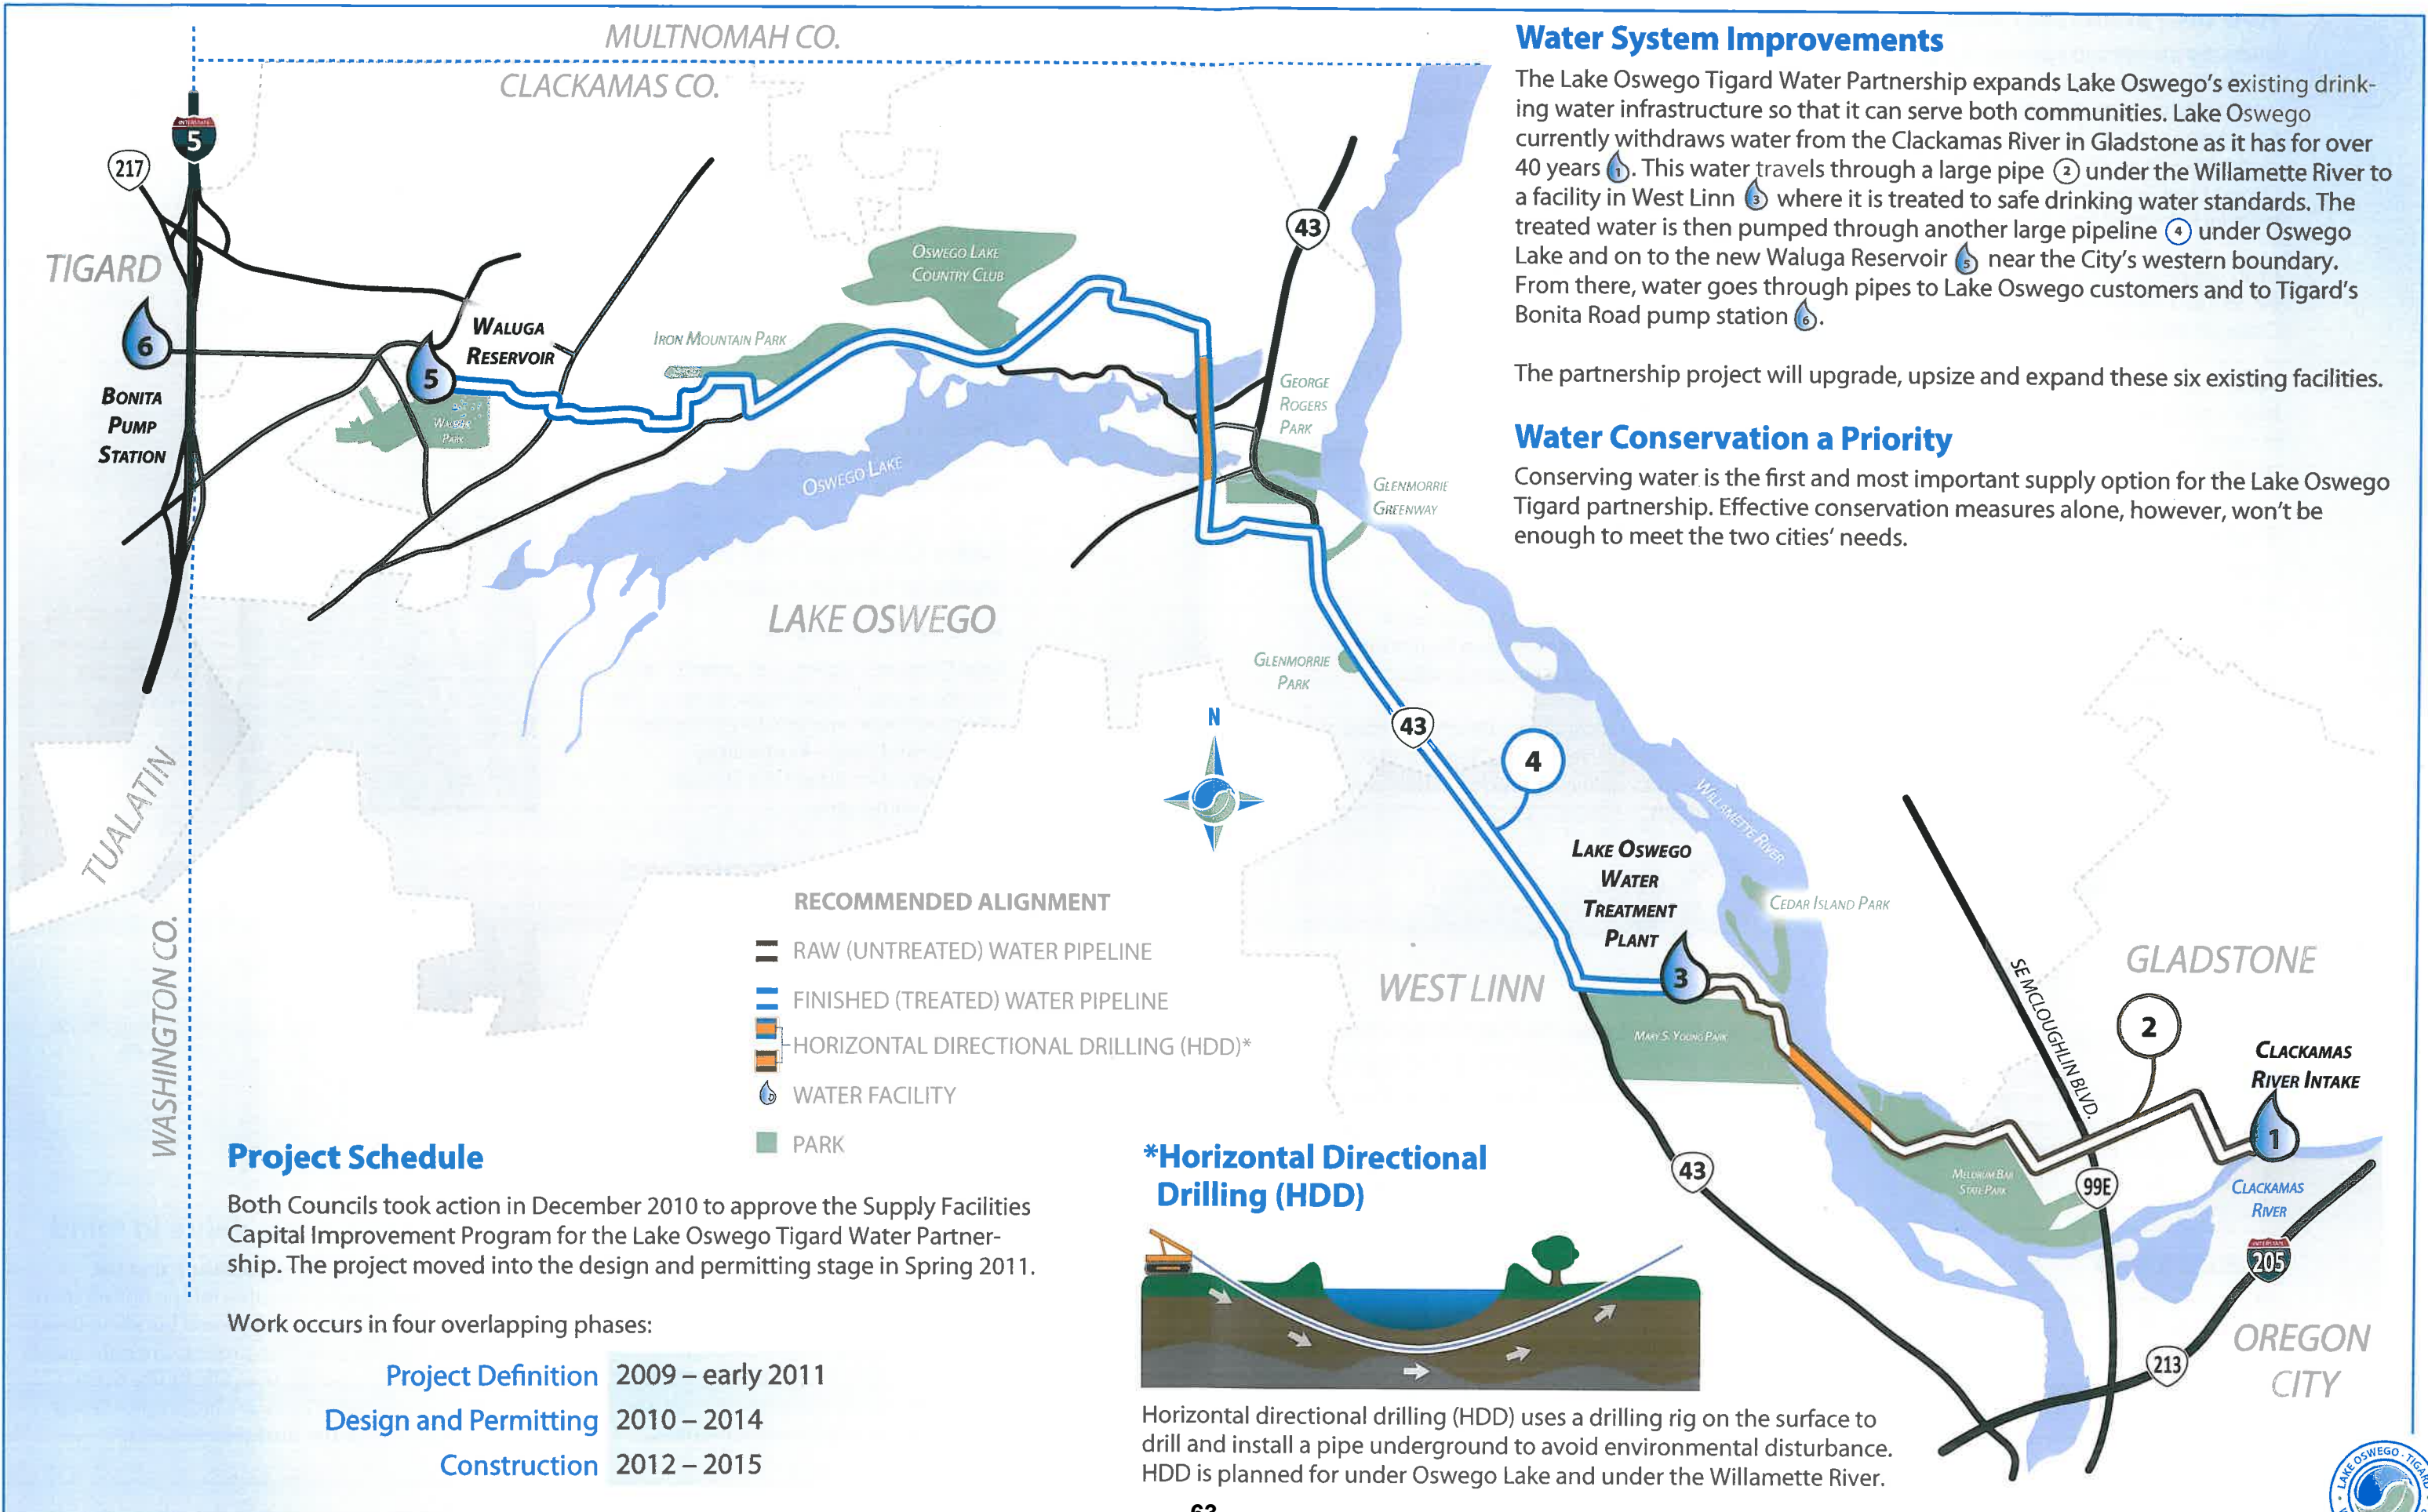 MULTNOMAH CO.
CLACKAMAS CO.
INTERSTATE
5
217
TIGARD
6
BONITA
PUMP
STATION
WALUGA
RESERVOIR
5
WALUGA
PARK
IRON MOUNTAIN PARK
OSWEGO LAKE
COUNTRY CLUB
OSWEGO LAKE
43
GEORGE
ROGERS
PARK
GLENMORRIE
GREENWAY
LAKE OSWEGO
GLENMORRIE
PARK
43
4
N
TUALATIN
WASHINGTON CO.
WILLAMETTE RIVER
LAKE OSWEGO
WATER
TREATMENT
PLANT
3
CEDAR ISLAND PARK
WEST LINN
MARY S. YOUNG PARK
SE MCLOUGHLIN BLVD.
GLADSTONE
2
CLACKAMAS
RIVER INTAKE
1
MELDRUM BAR
STATE PARK
99E
CLACKAMAS
RIVER
INTERSTATE
205
43
213
OREGON
CITY
Water System Improvements
The Lake Oswego Tigard Water Partnership expands Lake Oswego's existing drink-
ing water infrastructure so that it can serve both communities. Lake Oswego
currently withdraws water from the Clackamas River in Gladstone as it has for over
40 years 1. This water travels through a large pipe 2 under the Willamette River to
a facility in West Linn 3 where it is treated to safe drinking water standards. The
treated water is then pumped through another large pipeline 4 under Oswego
Lake and on to the new Waluga Reservoir 5 near the City's western boundary.
From there, water goes through pipes to Lake Oswego customers and to Tigard's
Bonita Road pump station 6.
The partnership project will upgrade, upsize and expand these six existing facilities.
Water Conservation a Priority
Conserving water is the first and most important supply option for the Lake Oswego
Tigard partnership. Effective conservation measures alone, however, won't be
enough to meet the two cities' needs.
RECOMMENDED ALIGNMENT
RAW (UNTREATED) WATER PIPELINE
FINISHED (TREATED) WATER PIPELINE
HORIZONTAL DIRECTIONAL DRILLING (HDD)*
WATER FACILITY
PARK
Project Schedule
Both Councils took action in December 2010 to approve the Supply Facilities
Capital Improvement Program for the Lake Oswego Tigard Water Partner-
ship. The project moved into the design and permitting stage in Spring 2011.
Work occurs in four overlapping phases:
Project Definition 2009 – early 2011
Design and Permitting 2010 – 2014
Construction 2012 – 2015
*Horizontal Directional
Drilling (HDD)
Horizontal directional drilling (HDD) uses a drilling rig on the surface to
drill and install a pipe underground to avoid environmental disturbance.
HDD is planned for under Oswego Lake and under the Willamette River.
63
LAKE OSWEGO · TIGARD